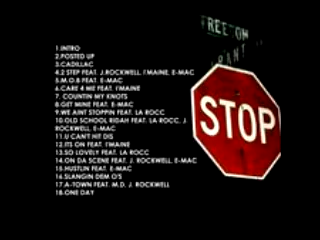 FREE ON
1.INTRO
2.POSTED UP
3.CADILLAC
4.2 STEP FEAT. J.ROCKWELL, I'MAINE, E-MAC
5.M.O.B FEAT. E-MAC
6.CARE 4 ME FEAT. I'MAINE
7. COUNTIN MY KNOTS
8.GET MINE FEAT. E-MAC
9.WE AINT STOPPIN FEAT. LA ROCC
10.OLD SCHOOL RIDAH FEAT. LA ROCC, J.
ROCKWELL, E-MAC
11.U CAN'T HIT DIS
12.ITS ON FEAT. I'MAINE
13.SO LOVELY FEAT. LA ROCC
14.ON DA SCENE FEAT. J. ROCKWELL, E-MAC
15.HUSTLIN FEAT. E-MAC
16.SLANGIN DEM O'S
17.A-TOWN FEAT. M.D. J. ROCKWELL
18.ONE DAY
STOP